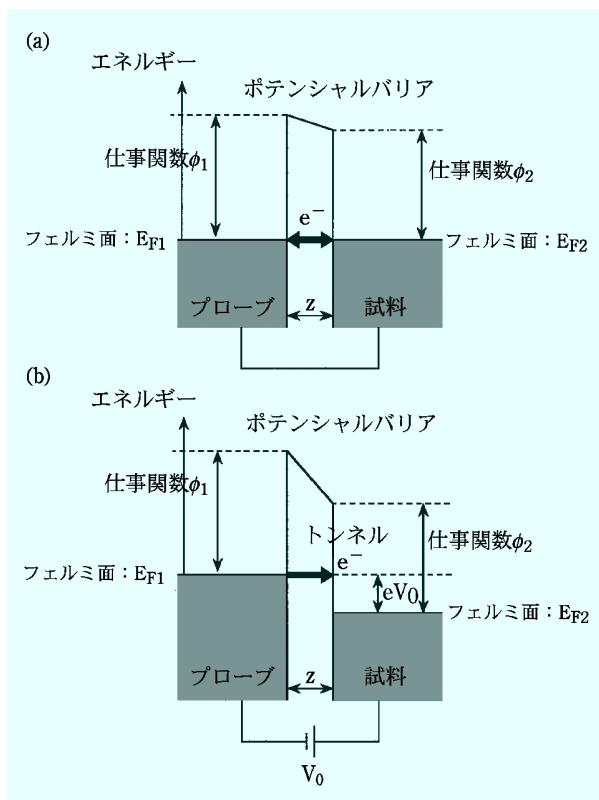 (a)
エネルギー
ポテンシャルバリア
仕事関数ϕ1
仕事関数ϕ2
e−
フェルミ面：EF1
フェルミ面：EF2
プローブ
z
試料
(b)
エネルギー
ポテンシャルバリア
仕事関数ϕ1
トンネル
仕事関数ϕ2
e−
フェルミ面：EF1
eV0
フェルミ面：EF2
プローブ
z
試料
V0